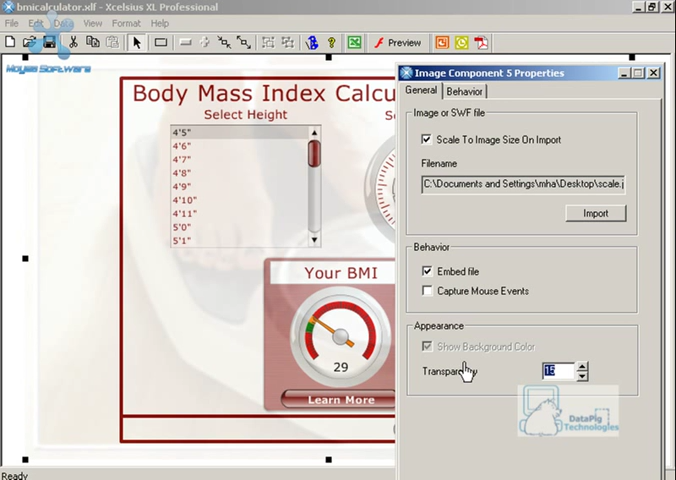 bmicalculator.xdf - Xcelsius XL Professional
File Edit View Format Help
Preview
Moyea Software
Image Component 5 Properties
General Behavior
Image or SWF file
Scale To Image Size On Import
Filename
C:\Documents and Settings\mha\Desktop\scale.j
Import
Behavior
Embed file
Capture Mouse Events
Appearance
Show Background Color
Transparency 15
DataPig
Technologies
Body Mass Index Calcu
Select Height
4'5"
4'6"
4'7"
4'8"
4'9"
4'10"
4'11"
5'0"
5'1"
Your BMI
29
Learn More
Ready